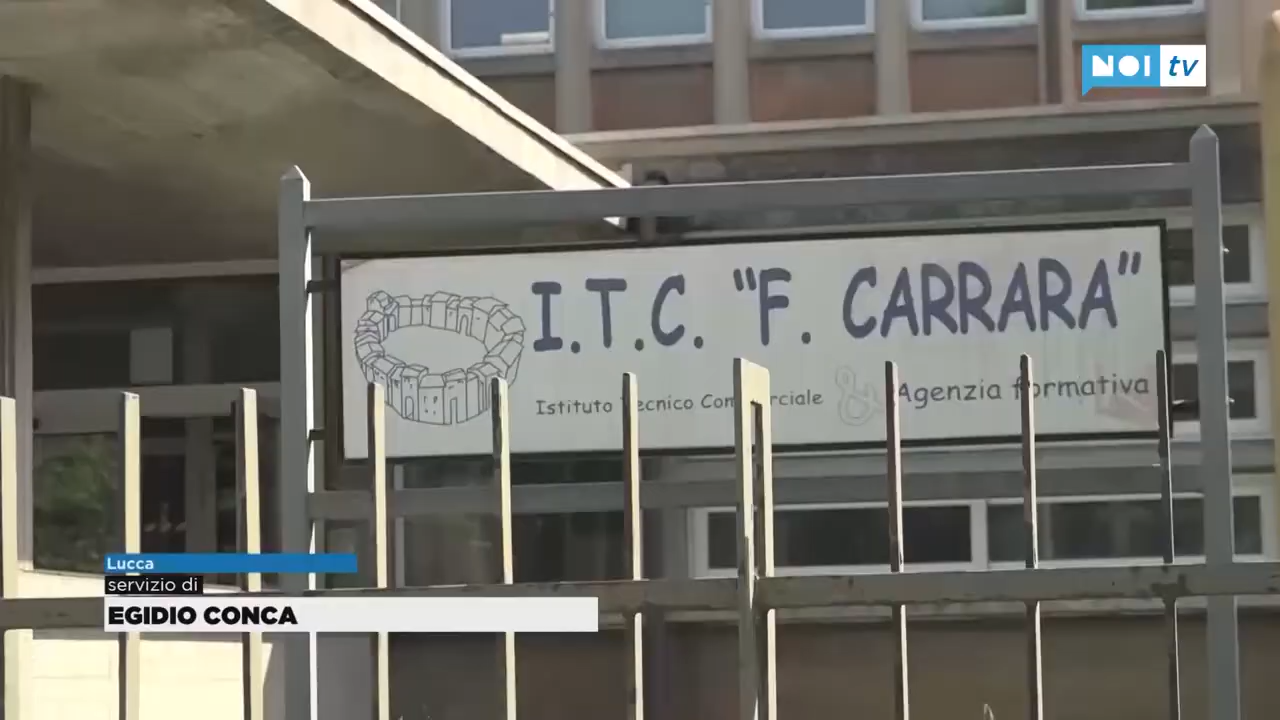 NOI tv
I.T.C. "F. CARRARA"
Istituto Tecnico Commerciale & Agenzia formativa
Lucca
servizio di
EGIDIO CONCA